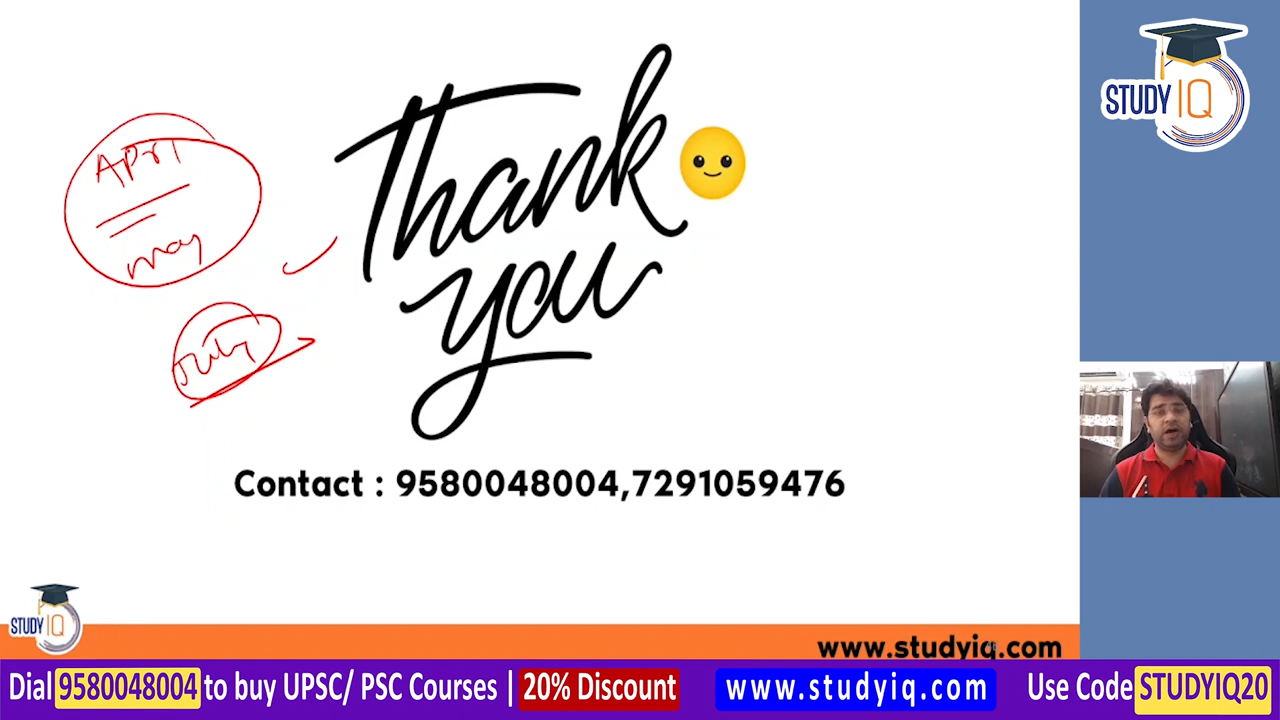 STUDY IQ
Thank
you
April
may
July
Contact : 9580048004,7291059476
STUDY IQ
www.studyiq.com
Dial 9580048004 to buy UPSC/ PSC Courses | 20% Discount www.studyiq.com Use Code STUDYIQ20